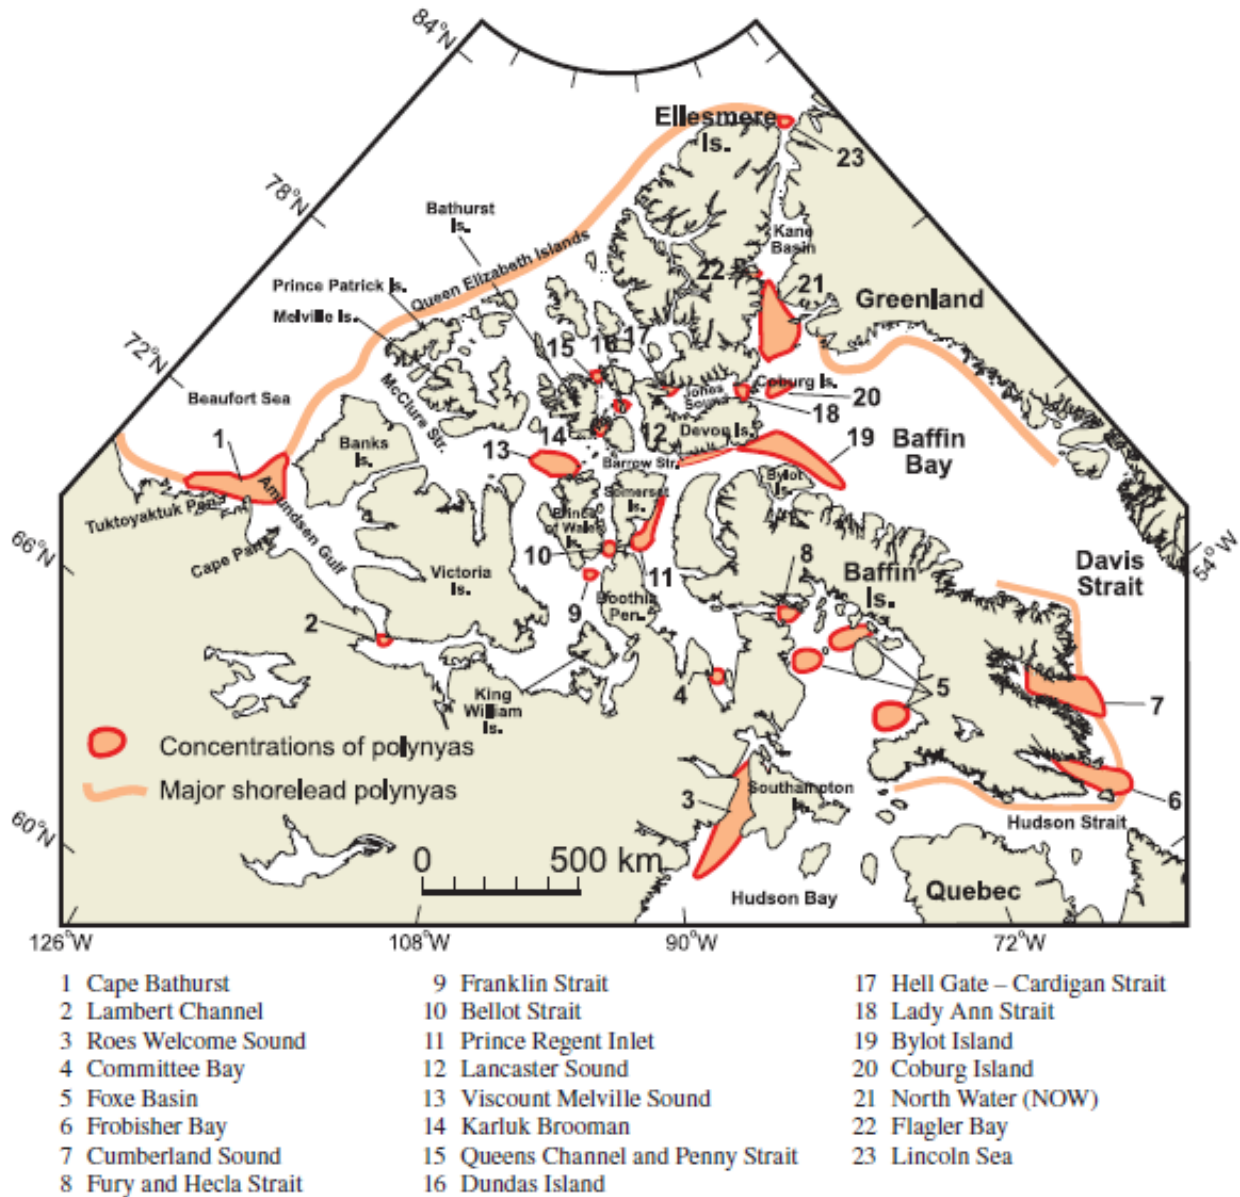 84°N
Ellesmere
Is.
23
78°N
Bathurst
Is.
Kane
Basin
Queen Elizabeth Islands
22
21
Prince Patrick Is.
Greenland
Melville Is.
72°N
17
16
15
McClure Str.
Beaufort Sea
Jones
Sound
Coburg Is.
20
18
1
Banks
Is.
14
12
Devon Is.
19
Baffin
Bay
13
Barrow Str.
Bylot
Is.
Amundsen Gulf
Somerset
Is.
Tuktoyaktuk Pen.
Prince
of Wales
Is.
66°N
Cape Parry
10
11
8
Baffin
Is.
Davis
Strait
54°W
Victoria
Is.
9
Boothia
Pen.
2
4
5
7
King
William
Is.
Concentrations of polynyas
Major shorelead polynyas
3
Southampton
Is.
6
Hudson Strait
60°N
0 500 km
Hudson Bay
Quebec
126°W 108°W 90°W 72°W
1 Cape Bathurst
2 Lambert Channel
3 Roes Welcome Sound
4 Committee Bay
5 Foxe Basin
6 Frobisher Bay
7 Cumberland Sound
8 Fury and Hecla Strait
9 Franklin Strait
10 Bellot Strait
11 Prince Regent Inlet
12 Lancaster Sound
13 Viscount Melville Sound
14 Karluk Brooman
15 Queens Channel and Penny Strait
16 Dundas Island
17 Hell Gate – Cardigan Strait
18 Lady Ann Strait
19 Bylot Island
20 Coburg Island
21 North Water (NOW)
22 Flagler Bay
23 Lincoln Sea